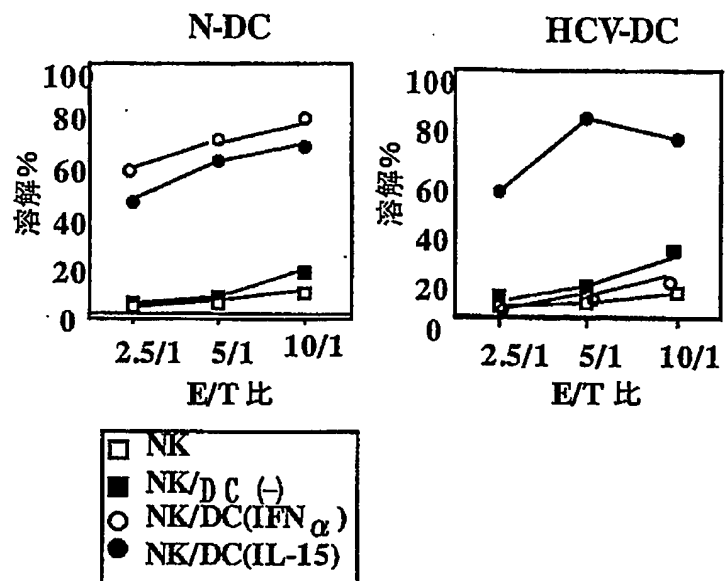 N-DC
HCV-DC
100
80
60
40
20
0
溶解%
2.5/1 5/1 10/1
E/T 比
100
80
60
40
20
0
溶解%
2.5/1 5/1 10/1
E/T 比
NK
NK/DC (-)
NK/DC(IFNα)
NK/DC(IL-15)